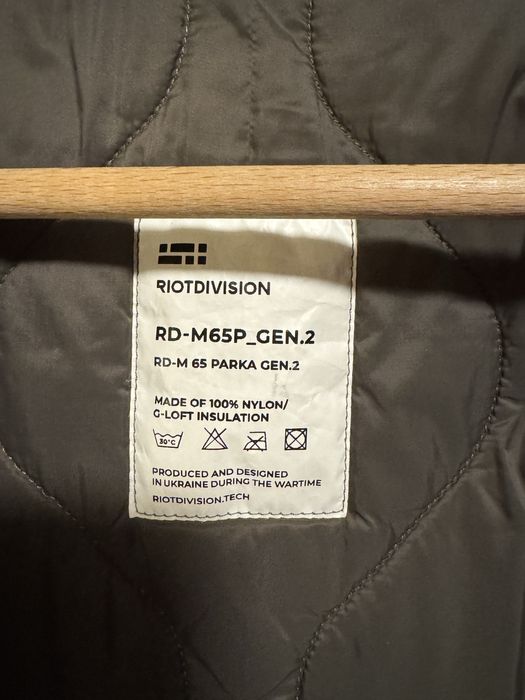 RIOTDIVISION
RD-M65P_GEN.2
RD-M 65 PARKA GEN.2
MADE OF 100% NYLON/
G-LOFT INSULATION
30°C
PRODUCED AND DESIGNED
IN UKRAINE DURING THE WARTIME
RIOTDIVISION.TECH